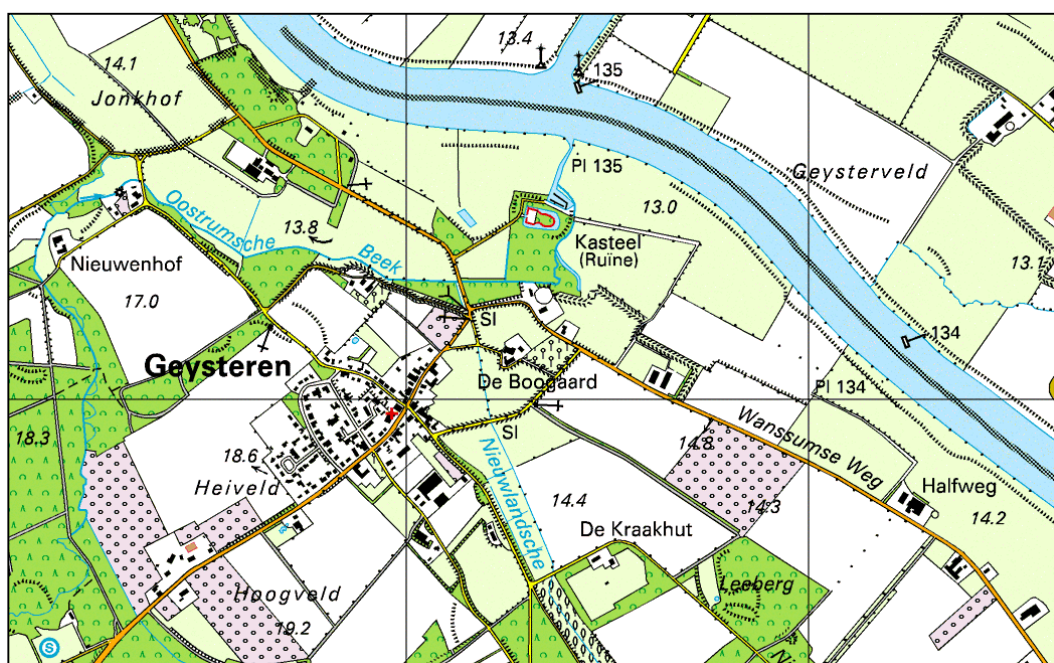 13.4
14.1
135
Jonkhof
Pl 135
Geysterveld
13.0
Oostrumsche
13.8
Beek
Kasteel
(Ruïne)
Nieuwenhof
13.1
17.0
Sl
134
Geysteren
De Boogaard
Pl 134
Wanssumse Weg
Sl
18.3
14.8
18.6
Nieuwlandsche
Heiveld
Halfweg
14.4
14.3
14.2
De Kraakhut
Leeberg
Hoogveld
19.2
S